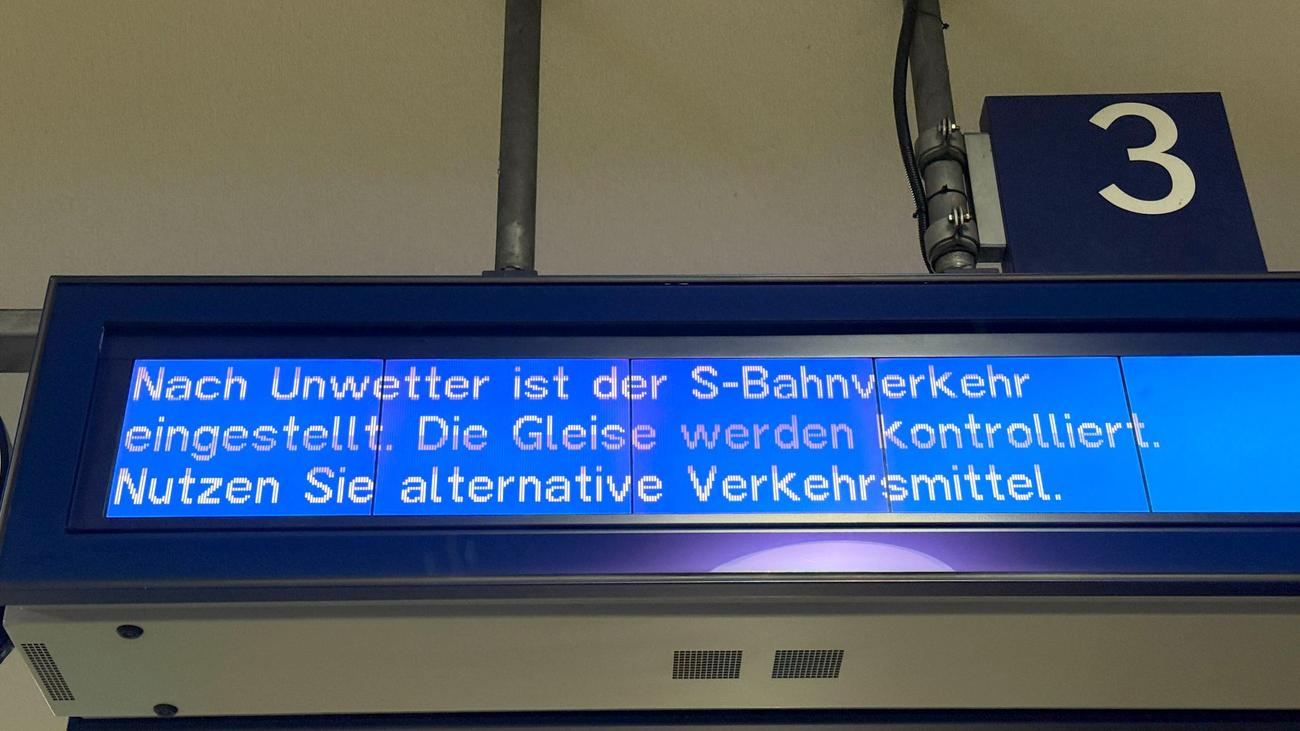 3
Nach Unwetter ist der S-Bahnverkehr
eingestellt. Die Gleise werden kontrolliert.
Nutzen Sie alternative Verkehrsmittel.